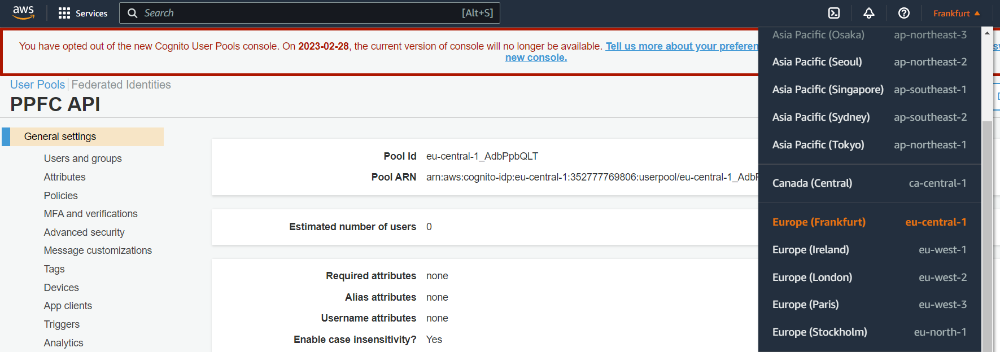 aws
Services
Search
[Alt+S]
Frankfurt
You have opted out of the new Cognito User Pools console. On 2023-02-28, the current version of console will no longer be available. Tell us more about your
new console.
User Pools
Federated Identities
PPFC API
General settings
Users and groups
Attributes
Policies
MFA and verifications
Advanced security
Message customizations
Tags
Devices
App clients
Triggers
Analytics
Pool Id eu-central-1_AdbPpbQLT
Pool ARN arn:aws:cognito-idp:eu-central-1:352777769806:userpool/eu-central-1_Adb
Estimated number of users 0
Required attributes none
Alias attributes none
Username attributes none
Enable case insensitivity? Yes
Asia Pacific (Osaka) ap-northeast-3
Asia Pacific (Seoul) ap-northeast-2
Asia Pacific (Singapore) ap-southeast-1
Asia Pacific (Sydney) ap-southeast-2
Asia Pacific (Tokyo) ap-northeast-1
Canada (Central) ca-central-1
Europe (Frankfurt) eu-central-1
Europe (Ireland) eu-west-1
Europe (London) eu-west-2
Europe (Paris) eu-west-3
Europe (Stockholm) eu-north-1